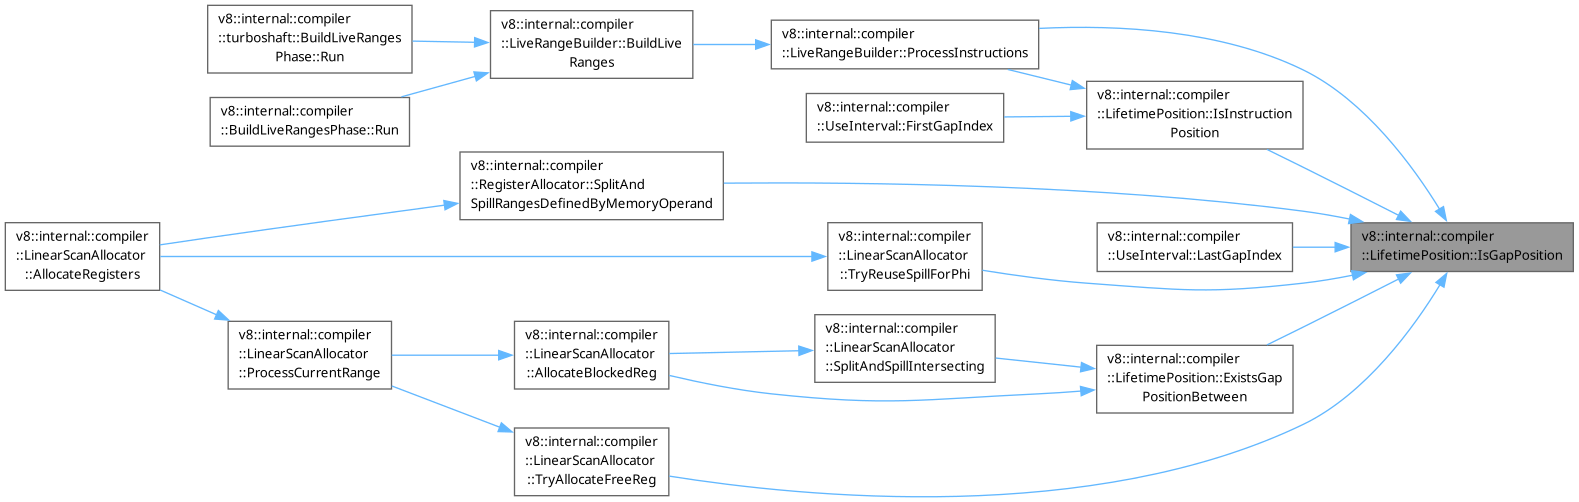 v8::internal::compiler
::turboshaft::BuildLiveRanges
Phase::Run
v8::internal::compiler
::LiveRangeBuilder::BuildLive
Ranges
v8::internal::compiler
::LiveRangeBuilder::ProcessInstructions
v8::internal::compiler
::BuildLiveRangesPhase::Run
v8::internal::compiler
::UseInterval::FirstGapIndex
v8::internal::compiler
::LifetimePosition::IsInstruction
Position
v8::internal::compiler
::RegisterAllocator::SplitAnd
SpillRangesDefinedByMemoryOperand
v8::internal::compiler
::LinearScanAllocator
::AllocateRegisters
v8::internal::compiler
::LinearScanAllocator
::TryReuseSpillForPhi
v8::internal::compiler
::UseInterval::LastGapIndex
v8::internal::compiler
::LifetimePosition::IsGapPosition
v8::internal::compiler
::LinearScanAllocator
::ProcessCurrentRange
v8::internal::compiler
::LinearScanAllocator
::AllocateBlockedReg
v8::internal::compiler
::LinearScanAllocator
::SplitAndSpillIntersecting
v8::internal::compiler
::LifetimePosition::ExistsGap
PositionBetween
v8::internal::compiler
::LinearScanAllocator
::TryAllocateFreeReg